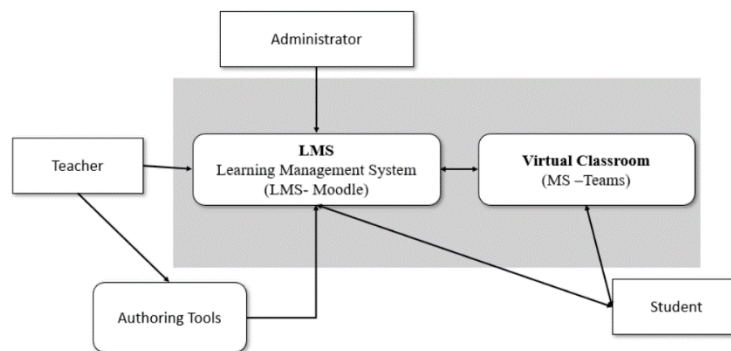 Administrator
LMS
Learning Management System
(LMS- Moodle)
Virtual Classroom
(MS –Teams)
Teacher
Authoring Tools
Student